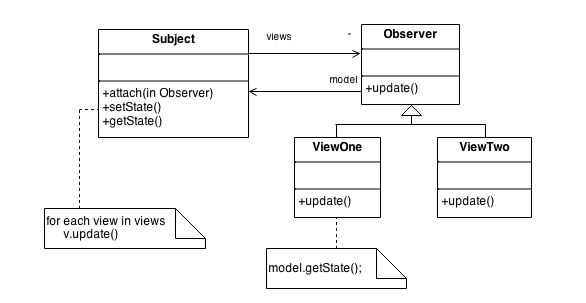 Subject
+attach(in Observer)
+setState()
+getState()
views
*
model
Observer
+update()
ViewOne
+update()
ViewTwo
+update()
for each view in views
v.update()
model.getState();